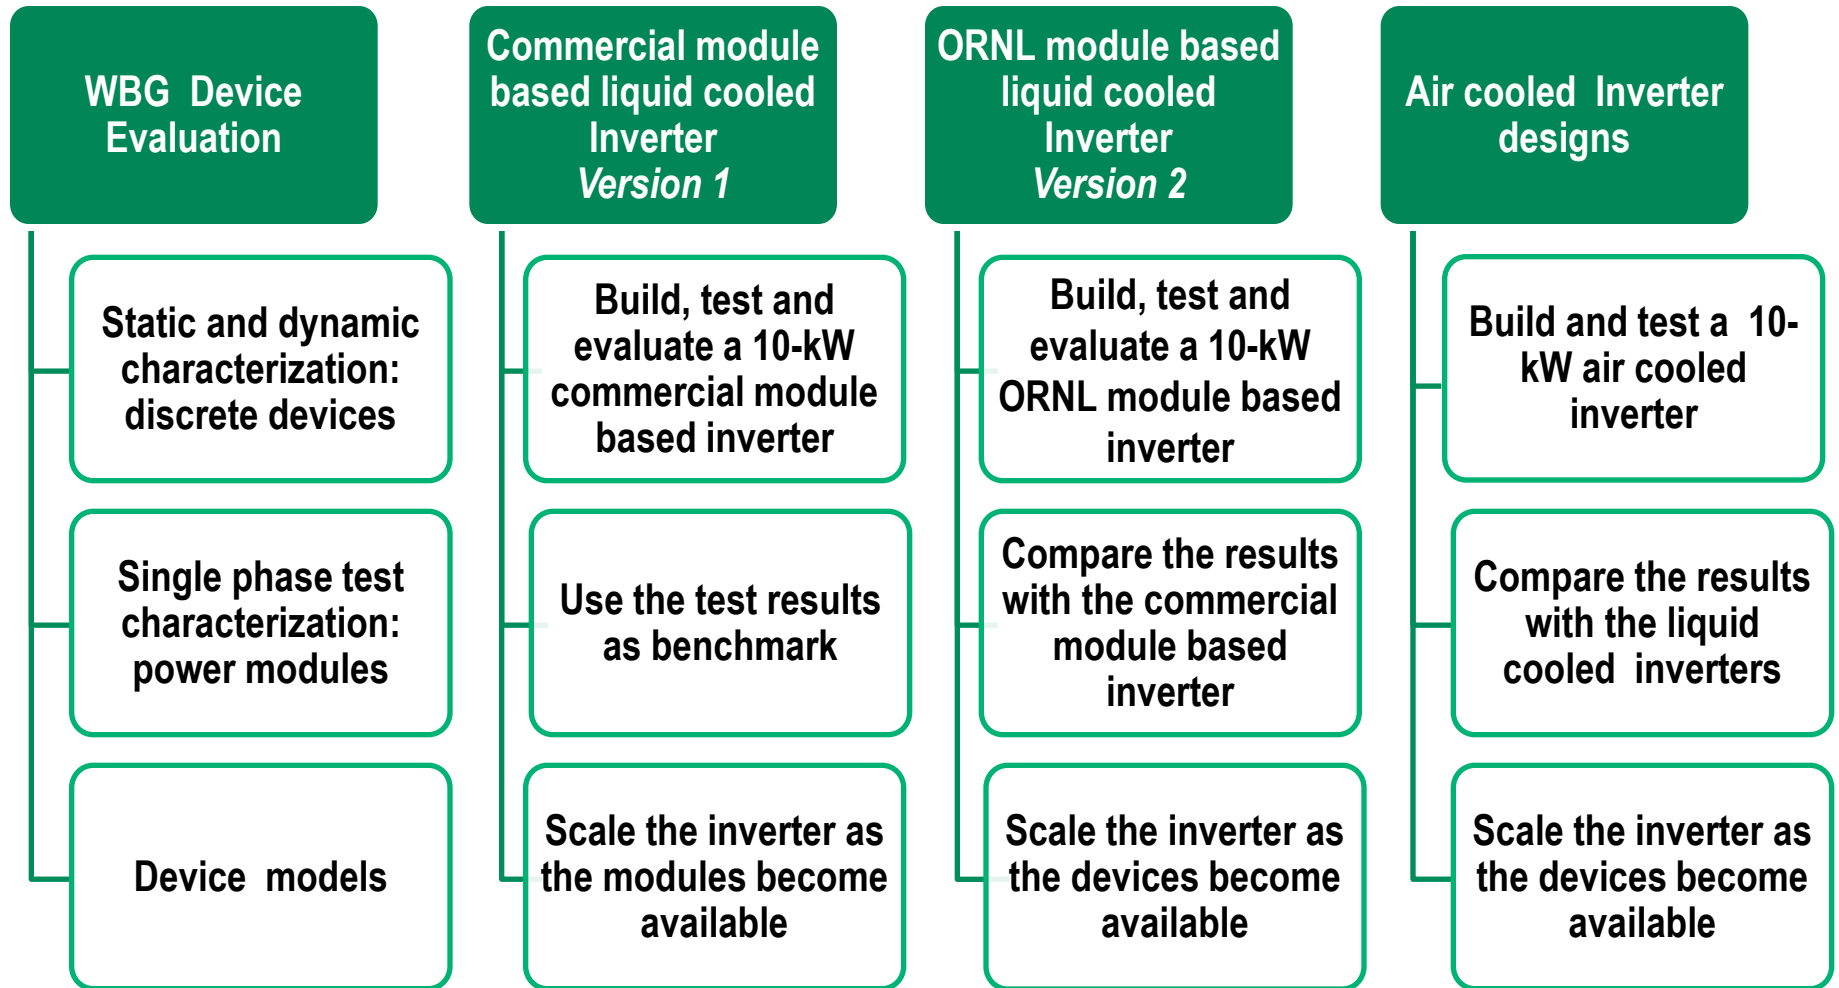 WBG Device
Evaluation
Static and dynamic
characterization:
discrete devices
Single phase test
characterization:
power modules
Device models
Commercial module
based liquid cooled
Inverter
Version 1
Build, test and
evaluate a 10-kW
commercial module
based inverter
Use the test results
as benchmark
Scale the inverter as
the modules become
available
ORNL module based
liquid cooled
Inverter
Version 2
Build, test and
evaluate a 10-kW
ORNL module based
inverter
Compare the results
with the commercial
module based
inverter
Scale the inverter as
the devices become
available
Air cooled Inverter
designs
Build and test a 10-
kW air cooled
inverter
Compare the results
with the liquid
cooled inverters
Scale the inverter as
the devices become
available